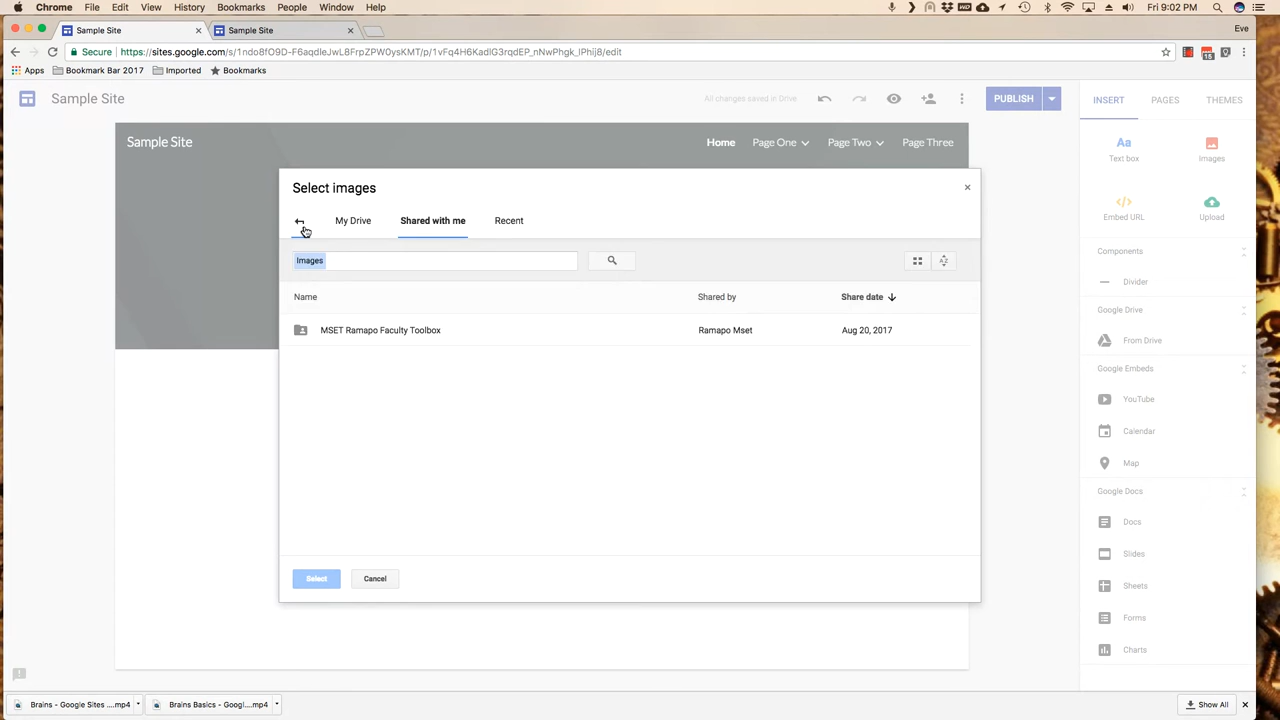 Chrome File Edit View History Bookmarks People Window Help
Fri 9:02 PM
Sample Site
Sample Site
Eve
Secure https://sites.google.com/s/1ndo8fO9D-F6aqdleJwL8FrpZPW0ysKMT/p/1vFq4H6KadIG3rqdEP_nNwPhgk_lPhij8/edit
15
Apps Bookmark Bar 2017 Imported Bookmarks
Sample Site
All changes saved in Drive
PUBLISH
INSERT PAGES THEMES
Sample Site
Home Page One Page Two Page Three
Aa
Text box
Images
Embed URL
Upload
Components
Divider
Google Drive
From Drive
Google Embeds
YouTube
Calendar
Map
Google Docs
Docs
Slides
Sheets
Forms
Charts
Select images
My Drive Shared with me Recent
Images
AZ
Name Shared by Share date
MSET Ramapo Faculty Toolbox Ramapo Mset Aug 20, 2017
Select Cancel
Brains - Google Sites ....mp4
Brains Basics - Googl....mp4
Show All